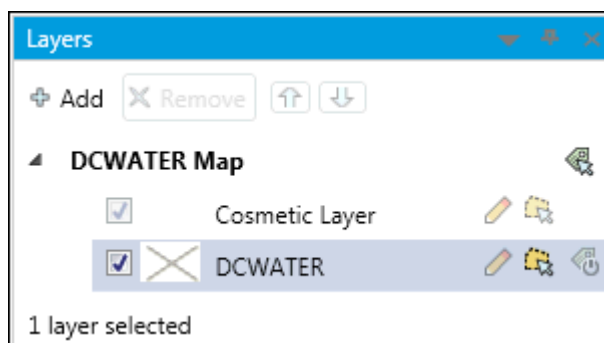 Layers
Add Remove
DCWATER Map
Cosmetic Layer
DCWATER
1 layer selected